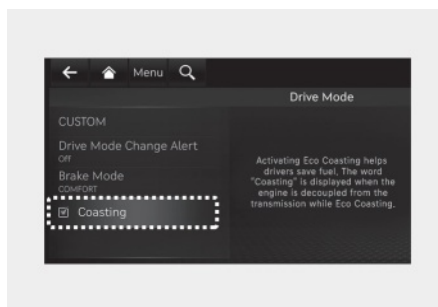 Menu
Drive Mode
CUSTOM
Drive Mode Change Alert
OFF
Brake Mode
COMFORT
Coasting
Activating Eco Coasting helps
drivers save fuel. The word
"Coasting" is displayed when the
engine is decoupled from the
transmission while Eco Coasting.